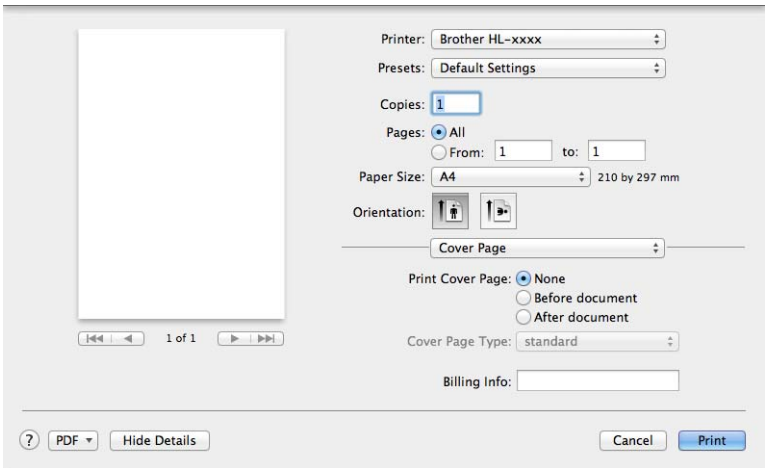 Printer: Brother HL-xxxx
Presets: Default Settings
Copies: 1
Pages: All
From: 1 to: 1
Paper Size: A4 210 by 297 mm
Orientation:
Cover Page
Print Cover Page: None
Before document
After document
1 of 1
Cover Page Type: standard
Billing Info:
? PDF Hide Details Cancel Print